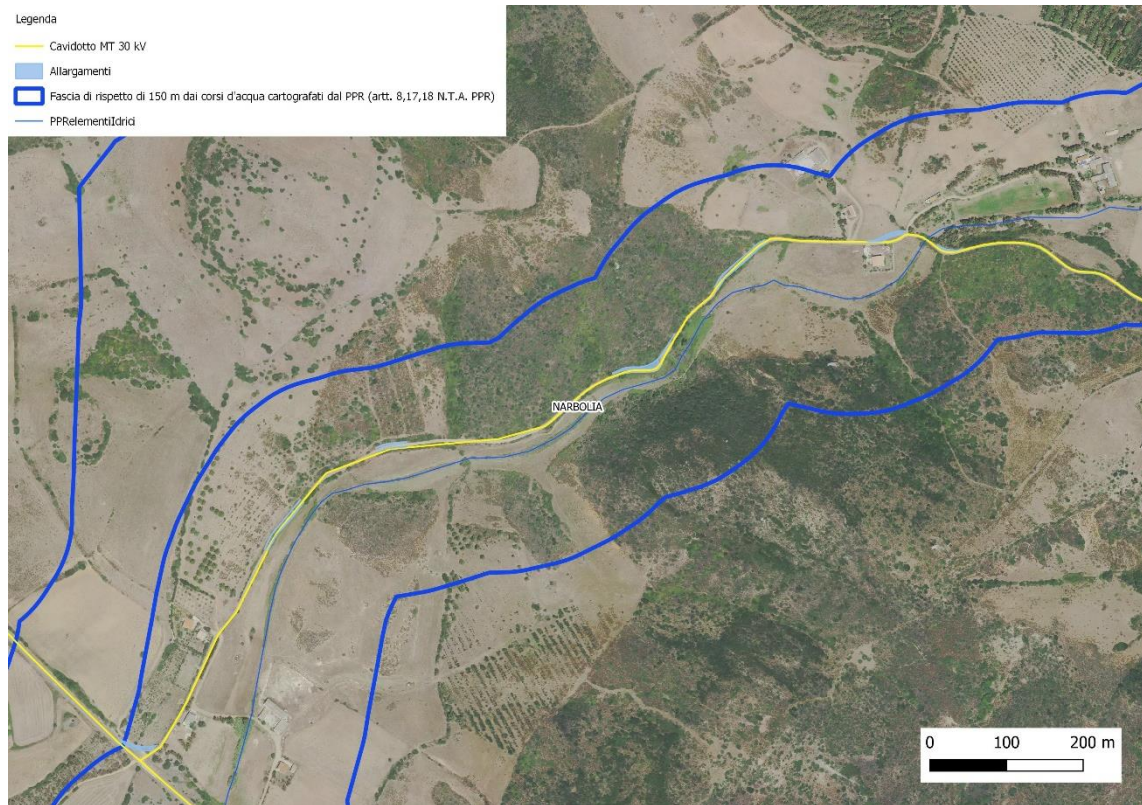 Legenda
Cavidotto MT 30 kV
Allargamenti
Fascia di rispetto di 150 m dai corsi d'acqua cartografati dal PPR (artt. 8,17,18 N.T.A. PPR)
PPRelementiIdrici
NARBOLIA
0 100 200 m